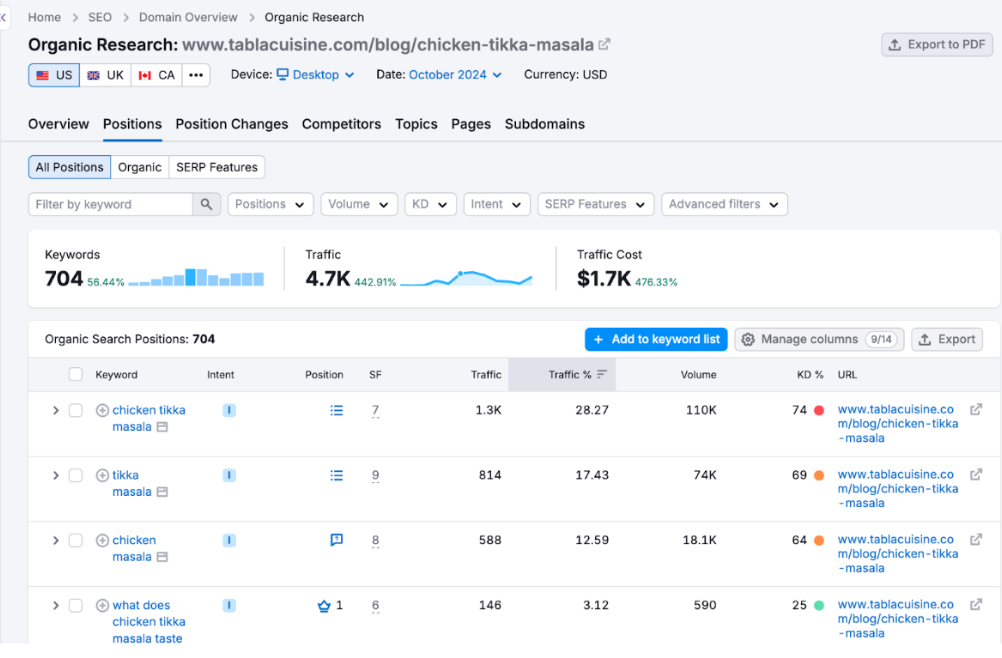 Home > SEO > Domain Overview > Organic Research
Organic Research: www.tablacuisine.com/blog/chicken-tikka-masala
Export to PDF
US UK CA ••• Device: Desktop Date: October 2024 Currency: USD
Overview Positions Position Changes Competitors Topics Pages Subdomains
All Positions Organic SERP Features
Filter by keyword Positions Volume KD Intent SERP Features Advanced filters
Keywords Traffic Traffic Cost
704 56.44% 4.7K 442.91% $1.7K 476.33%
Organic Search Positions: 704 + Add to keyword list Manage columns 9/14 Export
Keyword Intent Position SF Traffic Traffic % Volume KD % URL
chicken tikka I 7 1.3K 28.27 110K 74 www.tablacuisine.co
masala m/blog/chicken-tikka
-masala
tikka I 9 814 17.43 74K 69 www.tablacuisine.co
masala m/blog/chicken-tikka
-masala
chicken I 8 588 12.59 18.1K 64 www.tablacuisine.co
masala m/blog/chicken-tikka
-masala
what does I 1 6 146 3.12 590 25 www.tablacuisine.co
chicken tikka m/blog/chicken-tikka
masala taste -masala